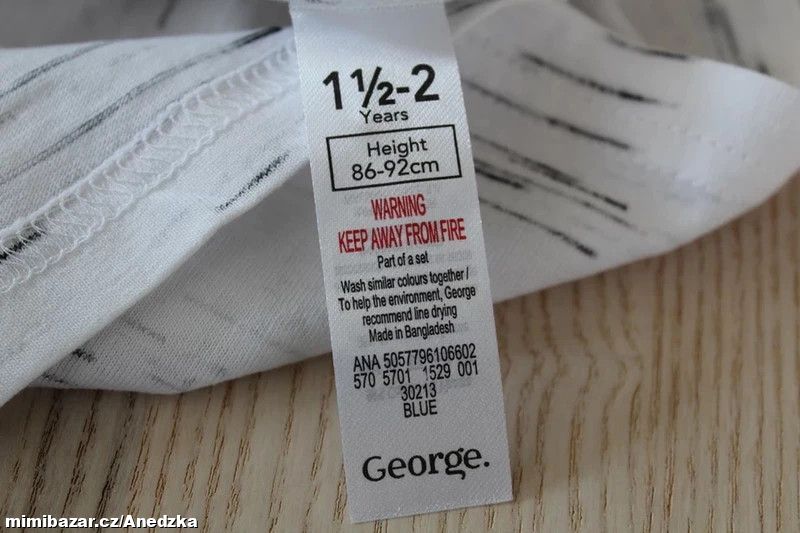 1 ½-2
Years
Height
86-92cm
WARNING
KEEP AWAY FROM FIRE
Part of a set
Wash similar colours together /
To help the environment, George
recommend line drying
Made in Bangladesh
ANA 5057796106602
570 5701 1529 001
30213
BLUE
George.
mimibazar.cz/Anedzka